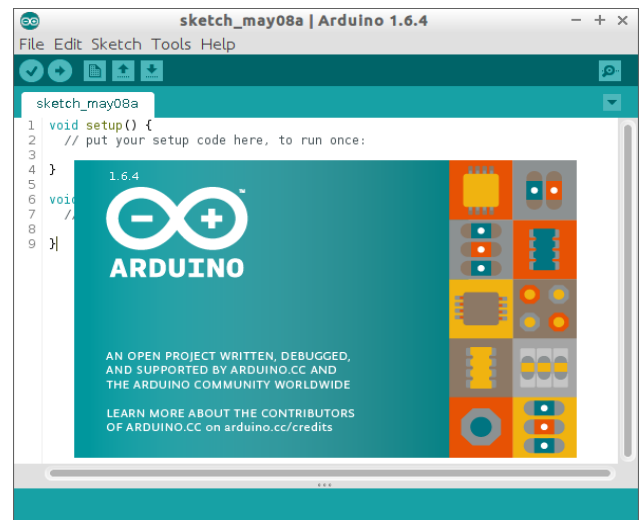 sketch_may08a | Arduino 1.6.4
File Edit Sketch Tools Help
sketch_may08a
1 void setup() {
2 // put your setup code here, to run once:
3
4 }
5
6 voi
7 //
8
9 }
1.6.4
™
ARDUINO
AN OPEN PROJECT WRITTEN, DEBUGGED,
AND SUPPORTED BY ARDUINO.CC AND
THE ARDUINO COMMUNITY WORLDWIDE
LEARN MORE ABOUT THE CONTRIBUTORS
OF ARDUINO.CC on arduino.cc/credits